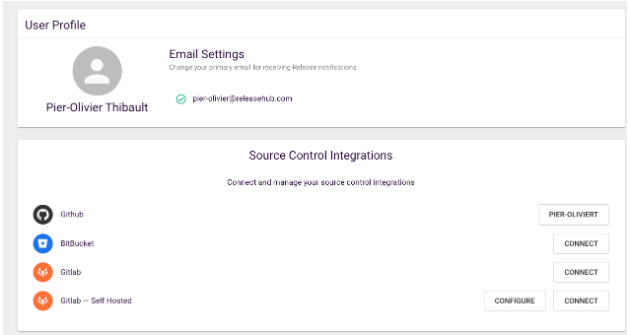 User Profile
Email Settings
Change your primary email for receiving Release notifications
Pier-Olivier Thibault
pier-olivier@releasehub.com
Source Control Integrations
Connect and manage your source control integrations
Github
PIER-OLIVIERT
BitBucket
CONNECT
Gitlab
CONNECT
Gitlab — Self Hosted
CONFIGURE
CONNECT